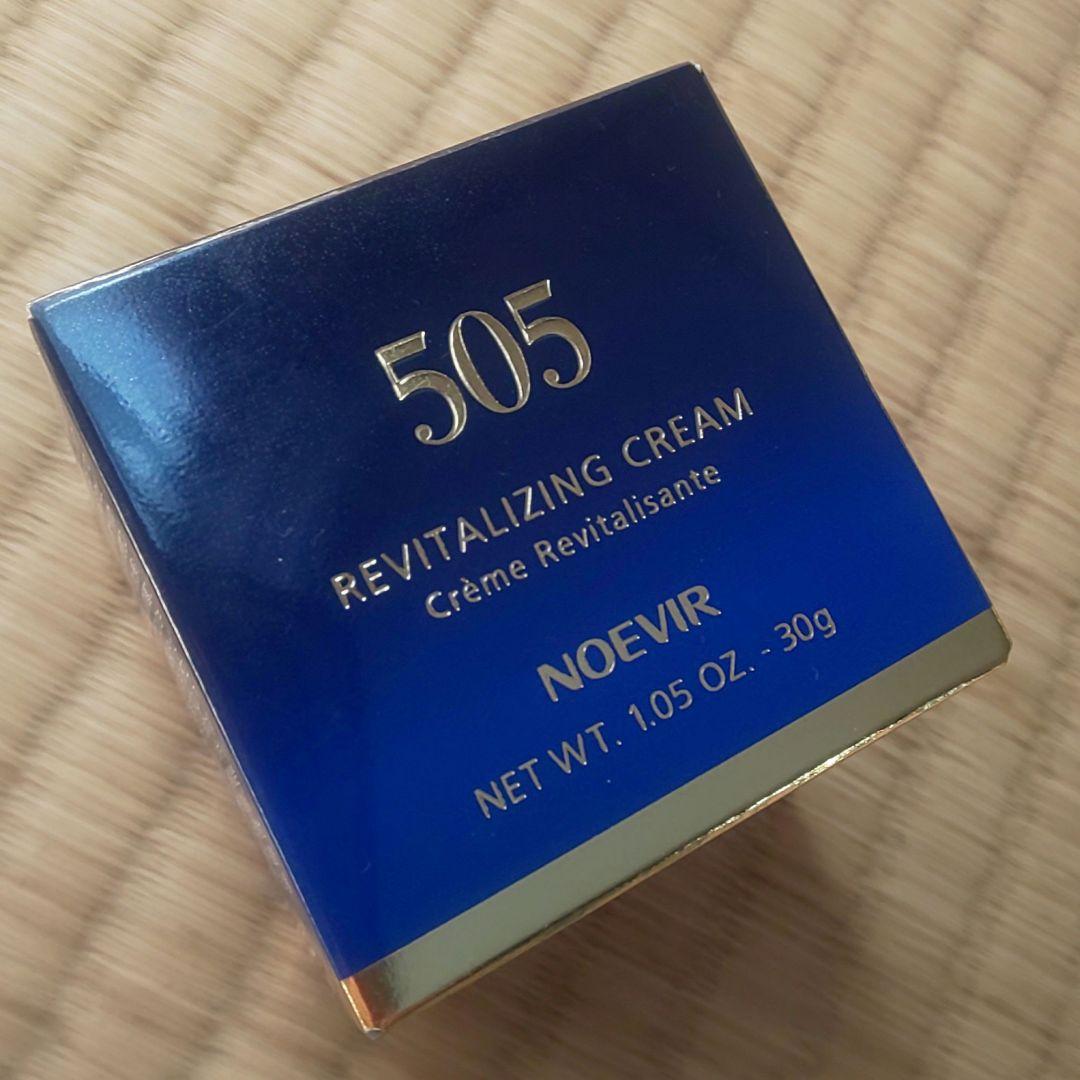 505
REVITALIZING CREAM
Crème Revitalisante
NOEVIR
NET WT. 1.05 OZ. - 30g